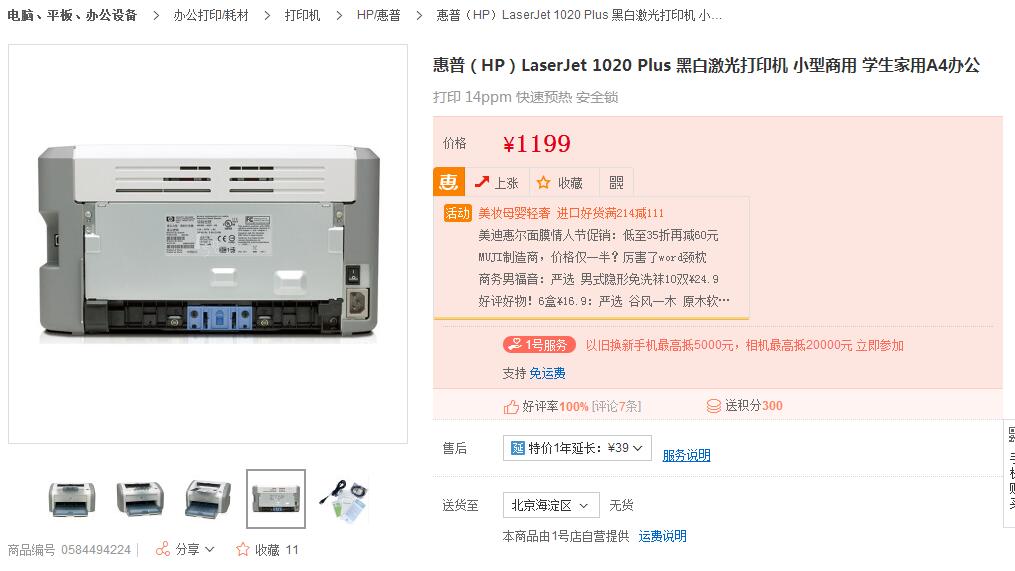 电脑、平板、办公设备 > 办公打印/耗材 > 打印机 > HP/惠普 > 惠普（HP）LaserJet 1020 Plus 黑白激光打印机 小...
惠普（HP）LaserJet 1020 Plus 黑白激光打印机 小型商用 学生家用A4办公
打印 14ppm 快速预热 安全锁
价格 ¥1199
惠 上涨 收藏
活动 美妆母婴轻奢 进口好货满214减111
美迪惠尔面膜情人节促销：低至35折再减60元
MUJI制造商，价格仅一半？厉害了word颈枕
商务男福音：严选 男式隐形免洗袜10双¥24.9
好评好物！6盒¥16.9：严选 谷风一木 原木软…
1号服务 以旧换新手机最高抵5000元，相机最高抵20000元 立即参加
支持 免运费
好评率100% [评论7条] 送积分300
售后 延 特价1年延长：¥39 服务说明
送货至 北京海淀区 无货
本商品由1号店自营提供 运费说明
商品编号 0584494224 分享 收藏 11